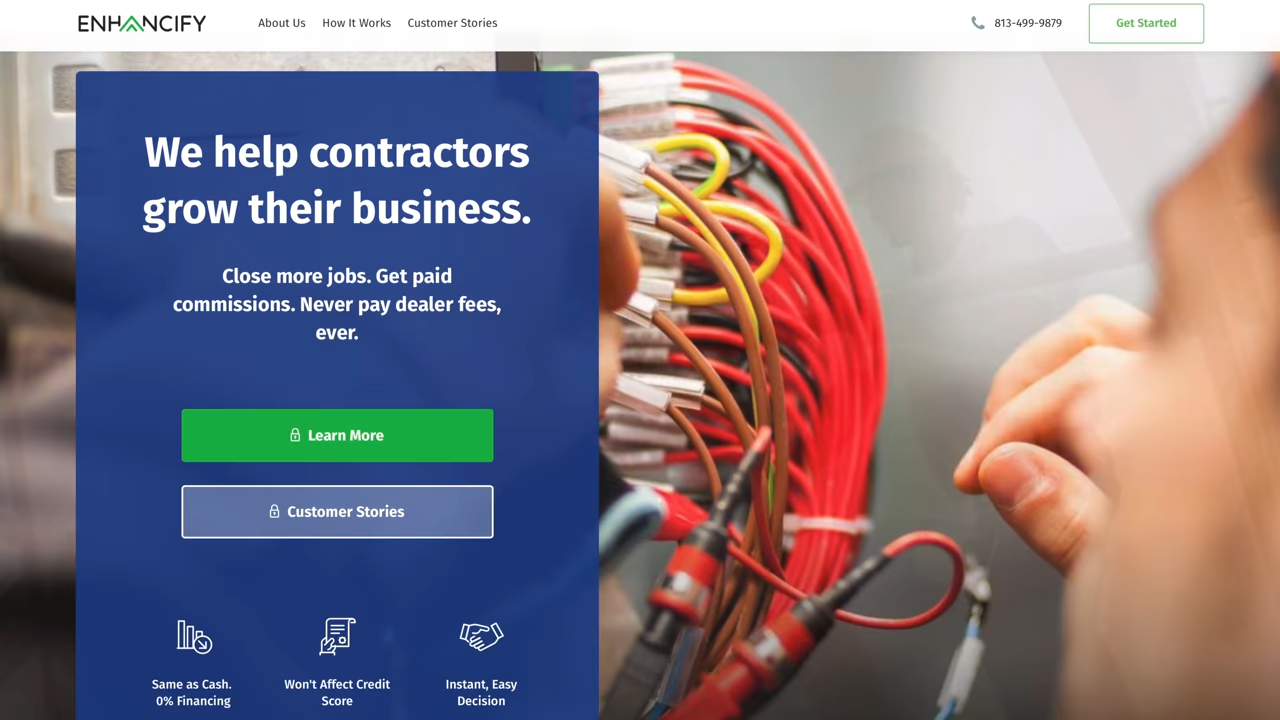 ENHANCIFY
About Us
How It Works
Customer Stories
813-499-9879
Get Started
We help contractors
grow their business.
Close more jobs. Get paid
commissions. Never pay dealer fees,
ever.
Learn More
Customer Stories
Same as Cash.
0% Financing
Won't Affect Credit
Score
Instant, Easy
Decision